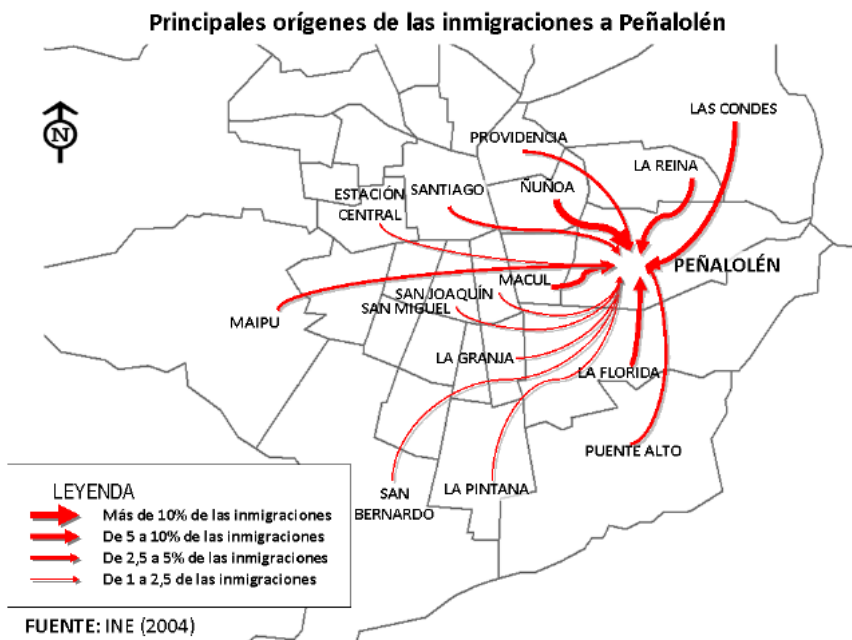 Principales orígenes de las inmigraciones a Peñalolén
N
LAS CONDES
PROVIDENCIA
LA REINA
ÑUÑOA
SANTIAGO
ESTACIÓN
CENTRAL
PEÑALOLÉN
MACUL
SAN JOAQUÍN
SAN MIGUEL
MAIPU
LA GRANJA
LA FLORIDA
PUENTE ALTO
LA PINTANA
SAN
BERNARDO
LEYENDA
Más de 10% de las inmigraciones
De 5 a 10% de las inmigraciones
De 2,5 a 5% de las inmigraciones
De 1 a 2,5 de las inmigraciones
FUENTE: INE (2004)